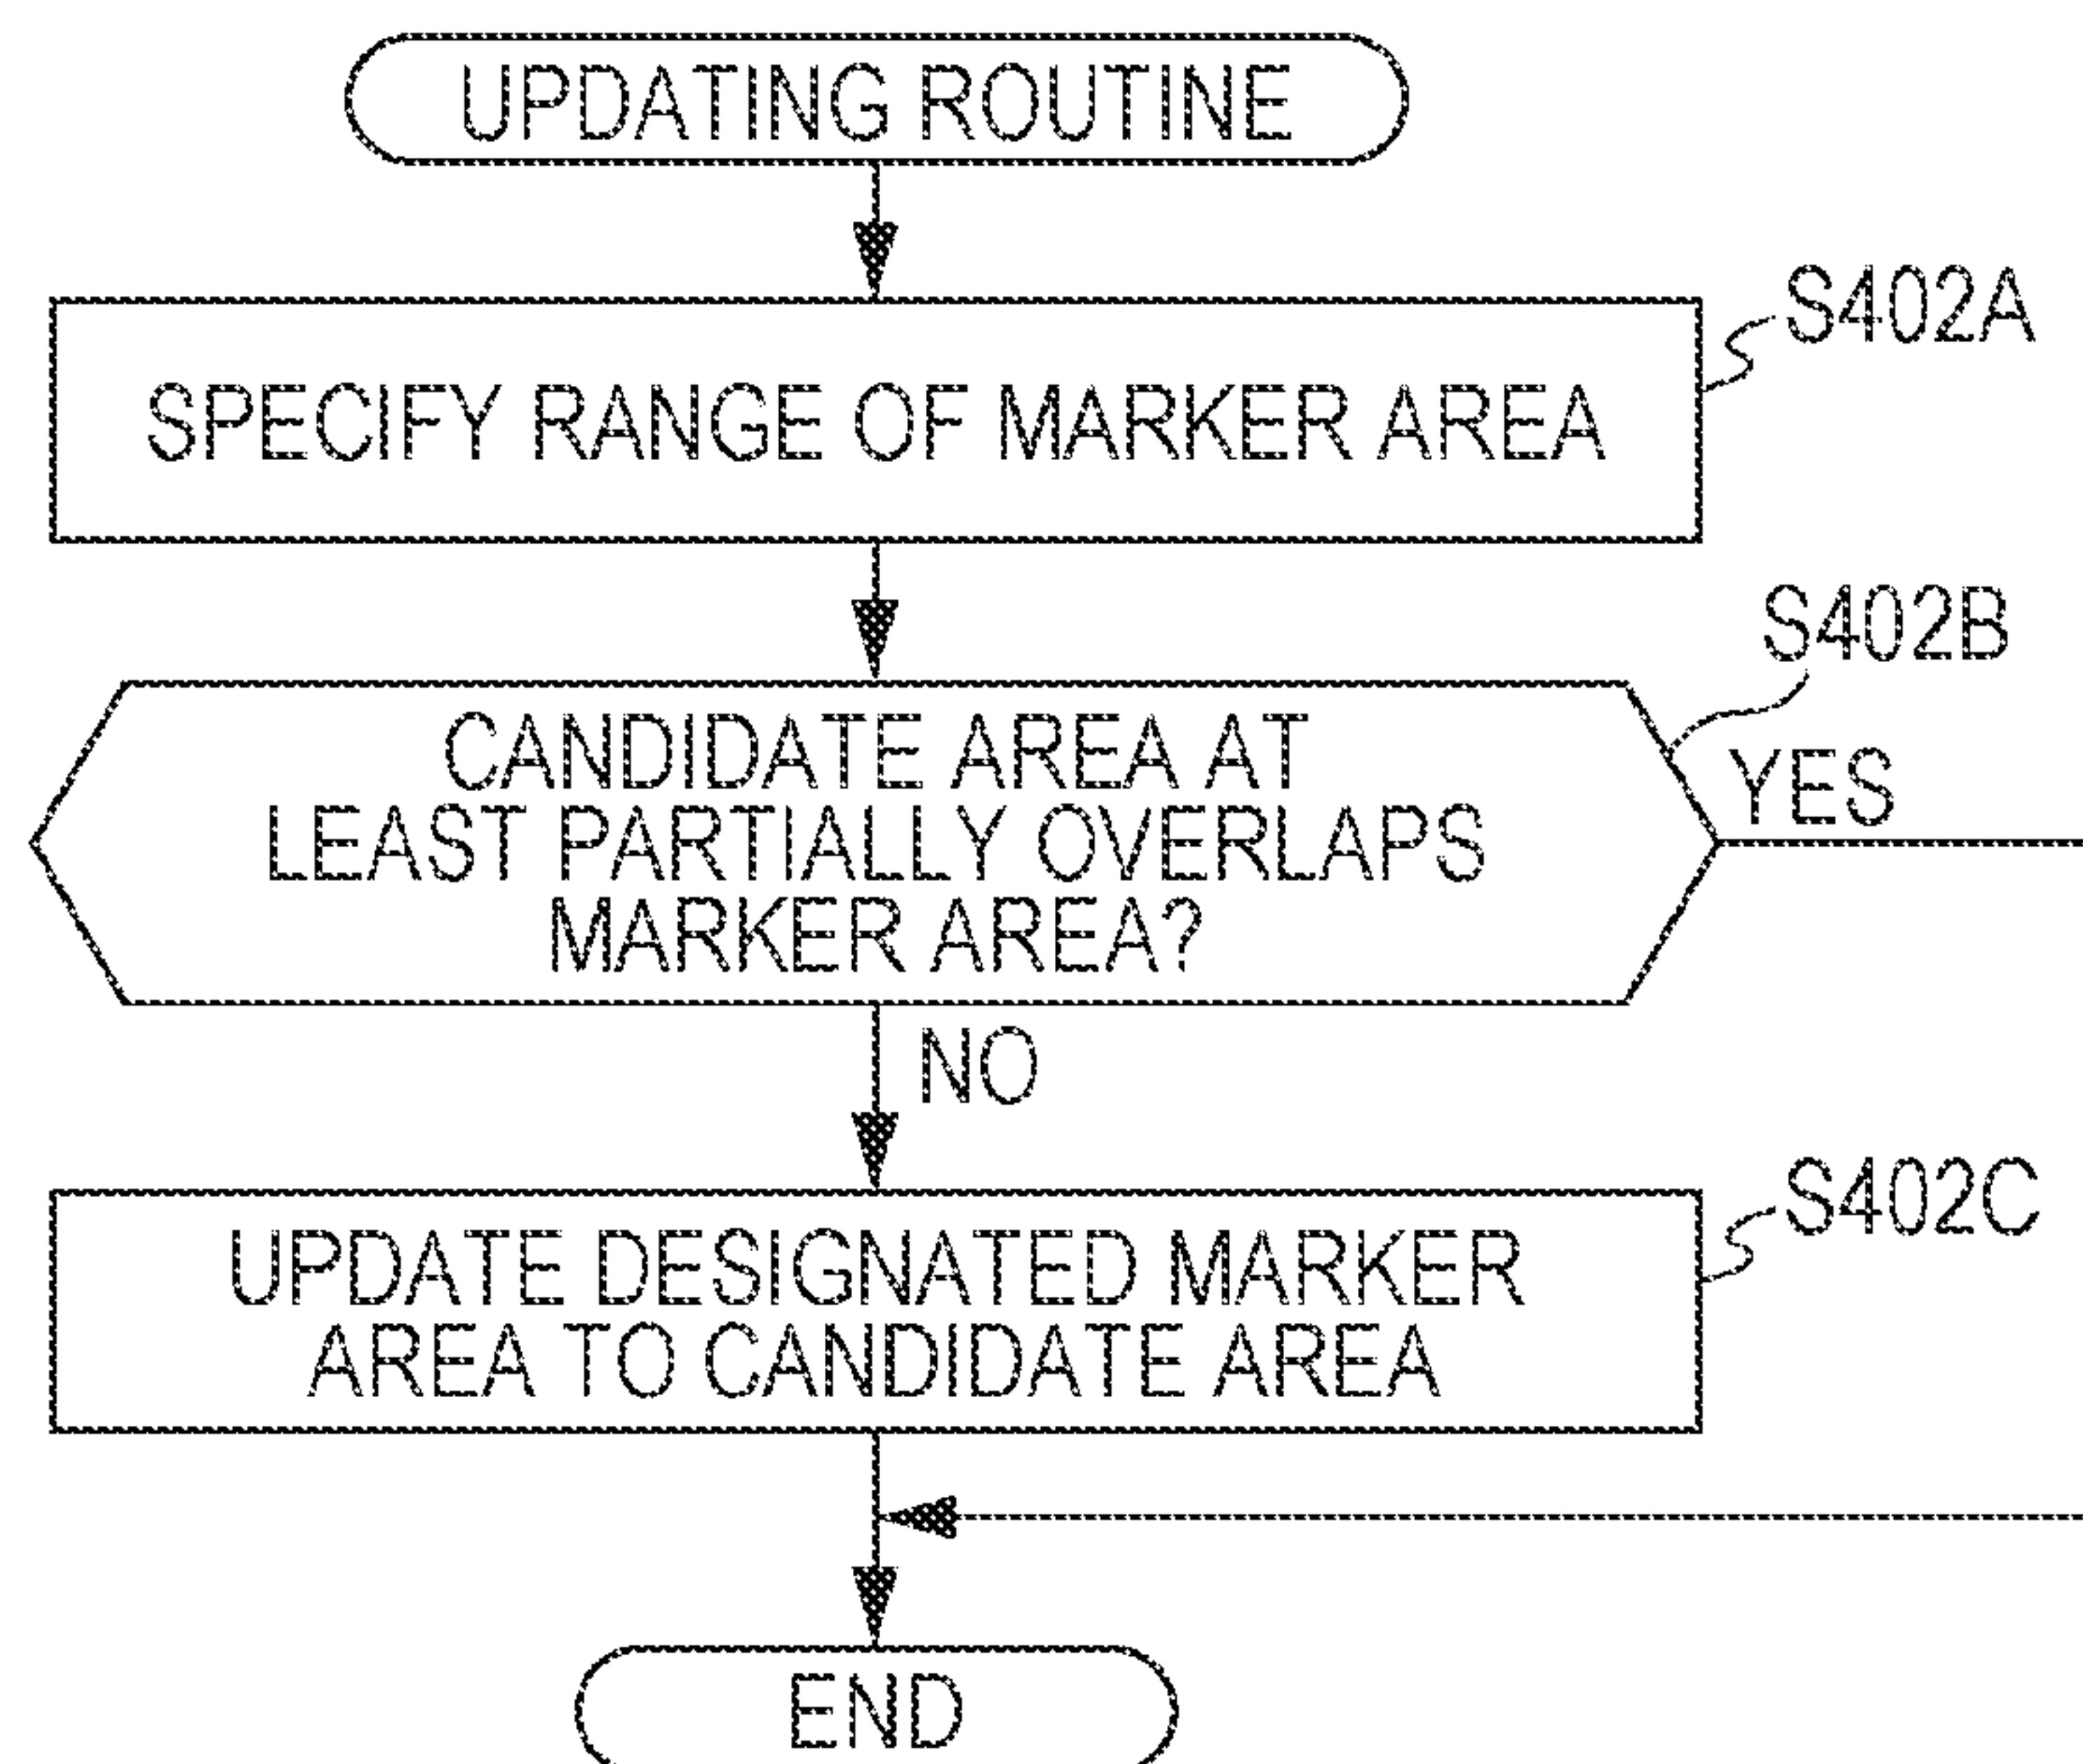 UPDATING ROUTINE
S402A
SPECIFY RANGE OF MARKER AREA
S402B
CANDIDATE AREA AT
LEAST PARTIALLY OVERLAPS
MARKER AREA?
YES
NO
S402C
UPDATE DESIGNATED MARKER
AREA TO CANDIDATE AREA
END